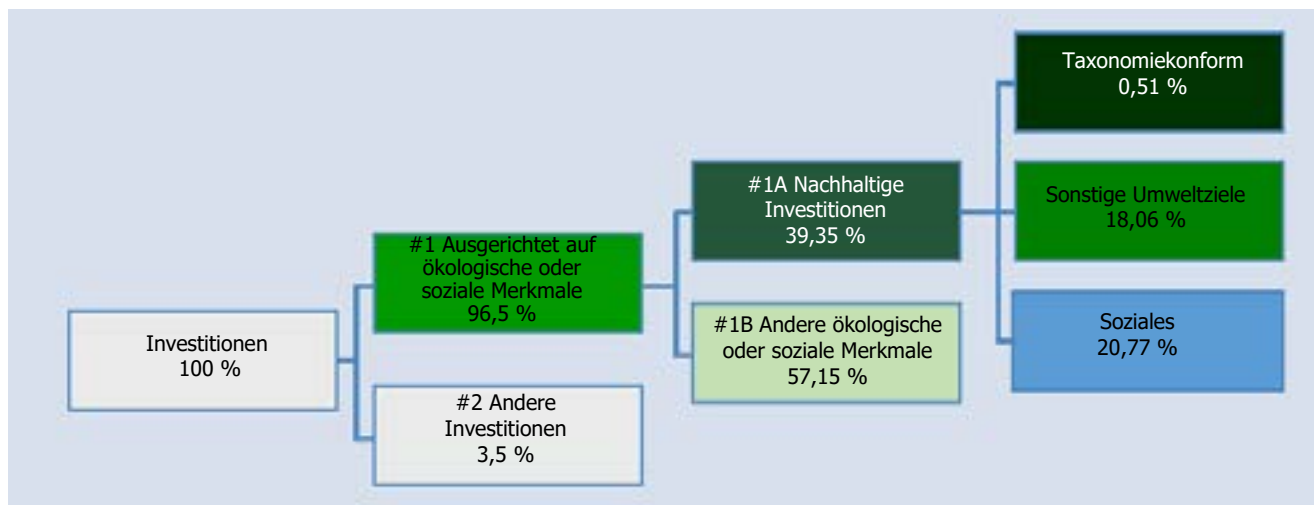 Investitionen
100 %
#1 Ausgerichtet auf
ökologische oder
soziale Merkmale
96,5 %
#2 Andere
Investitionen
3,5 %
#1A Nachhaltige
Investitionen
39,35 %
#1B Andere ökologische
oder soziale Merkmale
57,15 %
Taxonomiekonform
0,51 %
Sonstige Umweltziele
18,06 %
Soziales
20,77 %